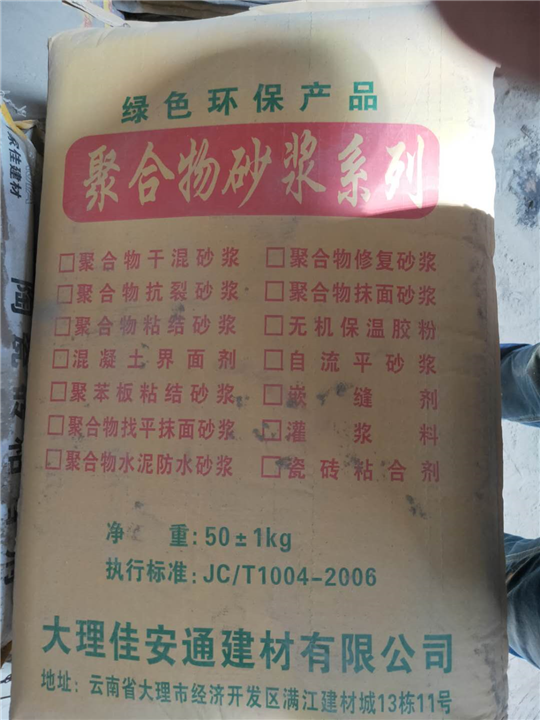 绿色环保产品
聚合物砂浆系列
□聚合物干混砂浆 □聚合物修复砂浆
□聚合物抗裂砂浆 □聚合物抹面砂浆
□聚合物粘结砂浆 □无机保温胶粉
□混凝土界面剂 □自流平砂浆
□聚苯板粘结砂浆 □嵌缝剂
□聚合物找平抹面砂浆 □灌浆料
□聚合物水泥防水砂浆 □瓷砖粘合剂
净重:50±1kg
执行标准:JC/T1004-2006
大理佳安通建材有限公司
地址:云南省大理市经济开发区满江建材城13栋11号
佳建材